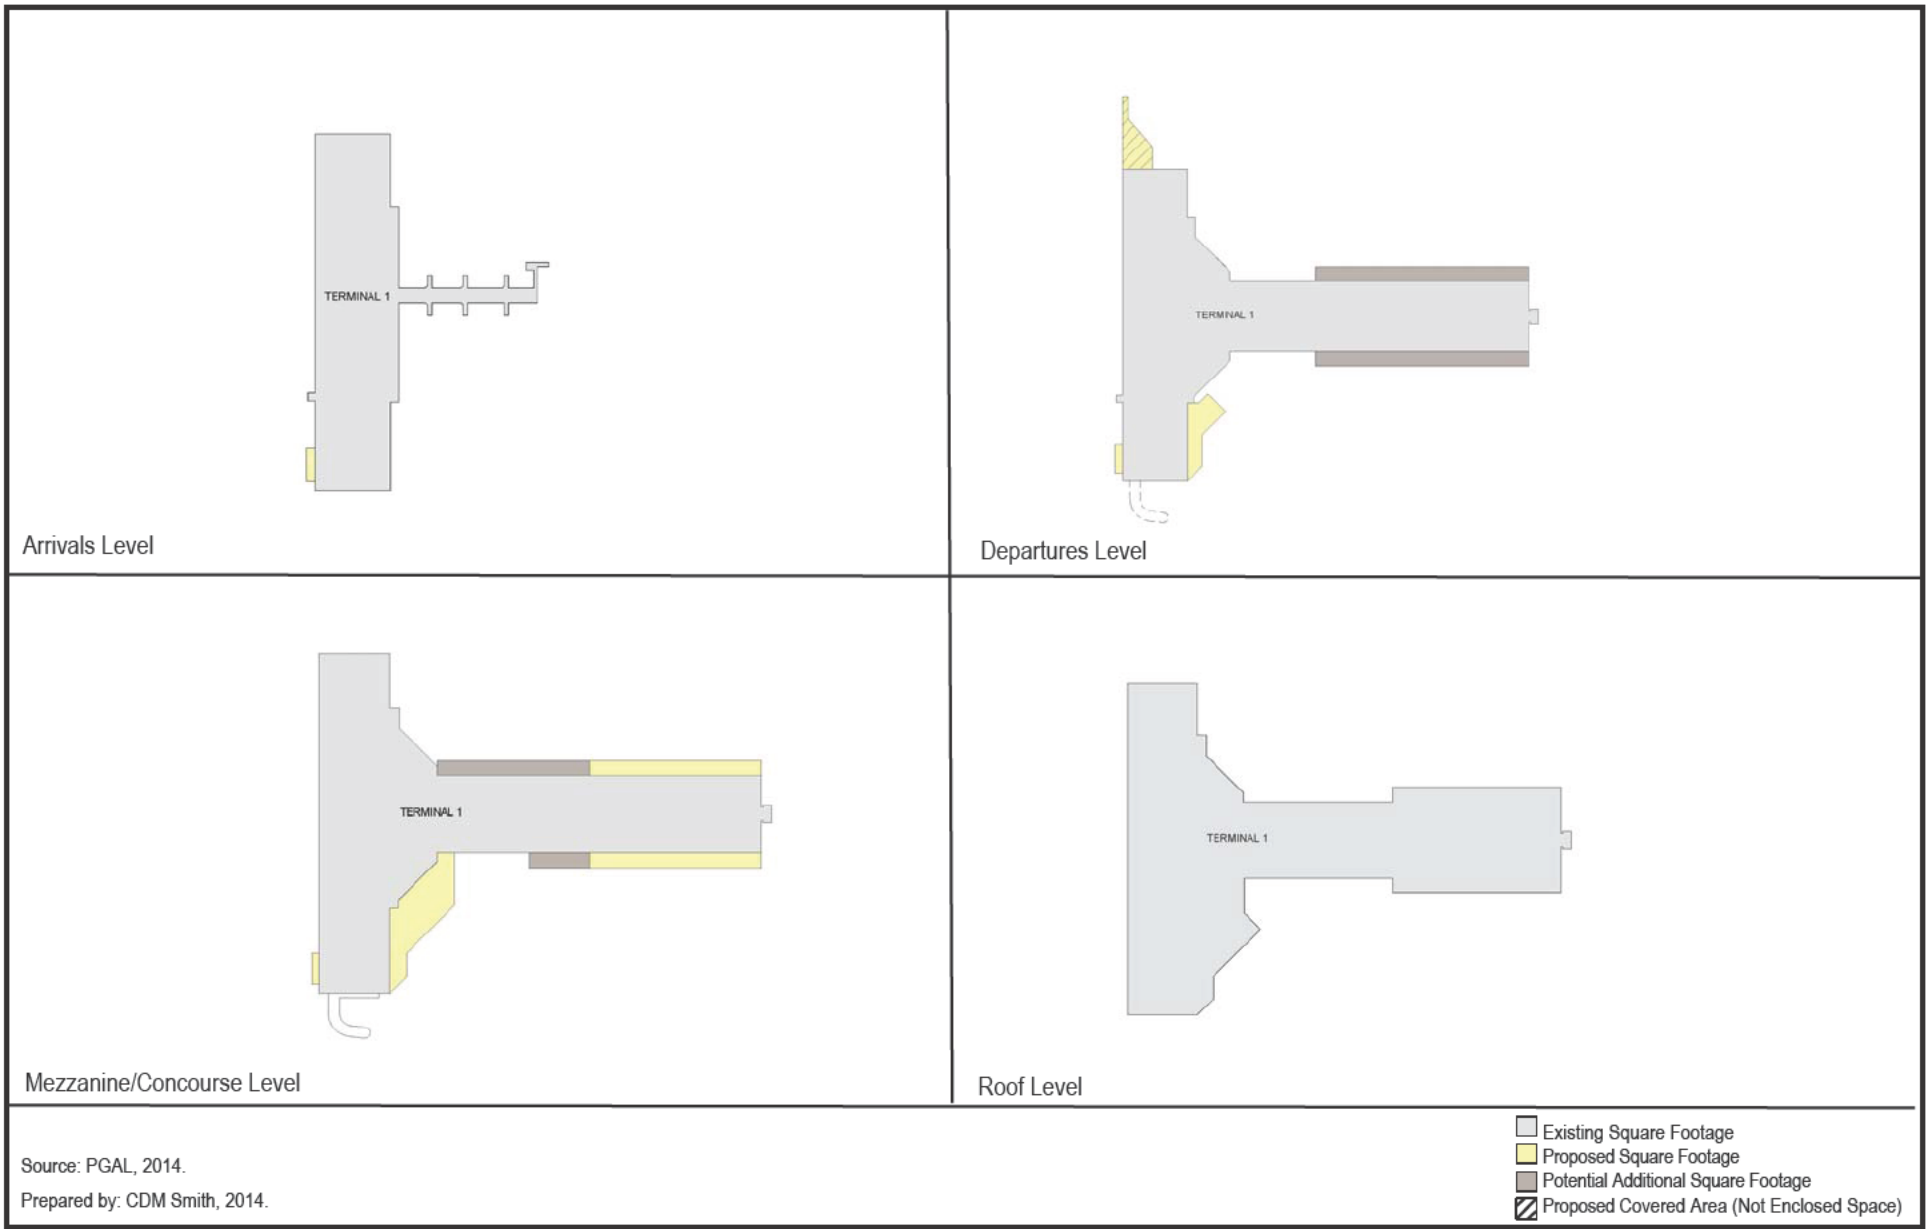 TERMINAL 1
Arrivals Level
TERMINAL 1
Departures Level
TERMINAL 1
Mezzanine/Concourse Level
TERMINAL 1
Roof Level
Source: PGAL, 2014.
Prepared by: CDM Smith, 2014.
Existing Square Footage
Proposed Square Footage
Potential Additional Square Footage
Proposed Covered Area (Not Enclosed Space)